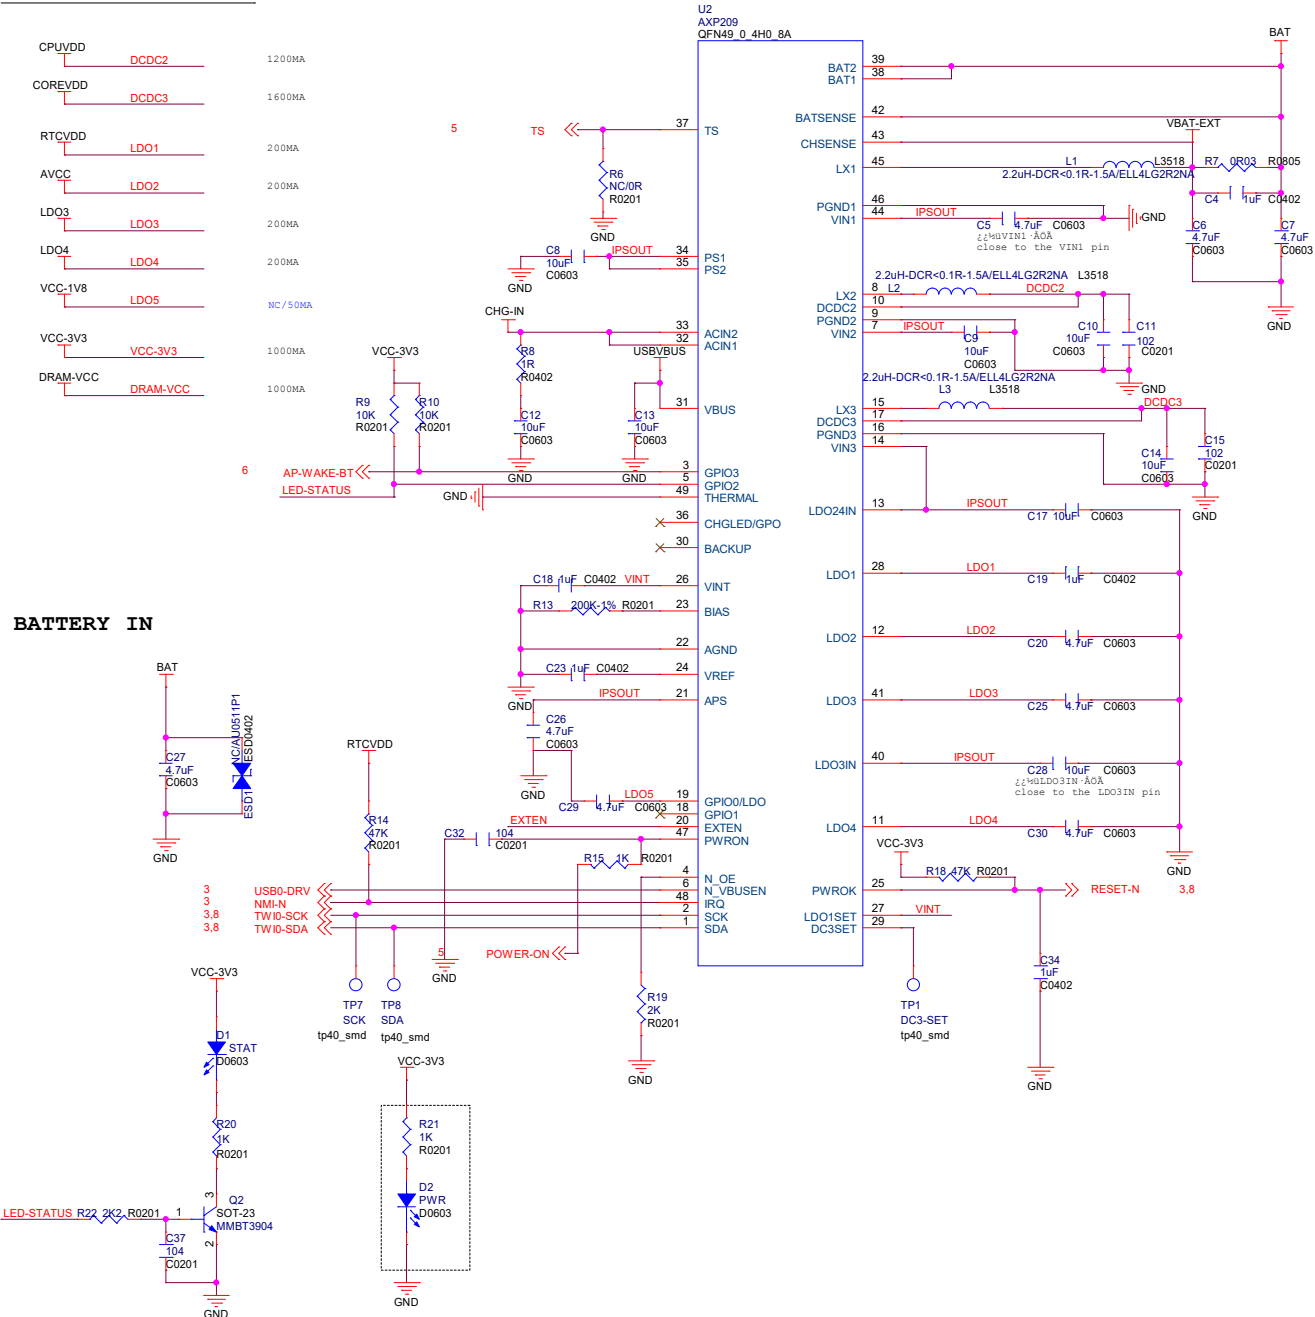 U2
AXP209
QFN49_0_4H0_8A
CPUVDD
DCDC2
1200MA
COREVDD
DCDC3
1600MA
RTCVDD
LDO1
200MA
AVCC
LDO2
200MA
LDO3
LDO3
200MA
LDO4
LDO4
200MA
VCC-1V8
LDO5
NC/50MA
VCC-3V3
VCC-3V3
1000MA
DRAM-VCC
DRAM-VCC
1000MA
5 TS
37 TS
R6
NC/0R
R0201
GND
C8
10uF
C0603
IPSOUT
GND
34 PS1
35 PS2
CHG-IN
33 ACIN2
32 ACIN1
R8
1R
R0402
USBVBUS
31 VBUS
C12
10uF
C0603
GND
C13
10uF
C0603
GND
VCC-3V3
R9
10K
R0201
R10
10K
R0201
6 AP-WAKE-BT
LED-STATUS
GND
3 GPIO3
5 GPIO2
49 THERMAL
36 CHGLED/GPO
30 BACKUP
C18 1uF C0402 VINT
26 VINT
R13 200K-1% R0201
23 BIAS
22 AGND
C23 1uF C0402
24 VREF
GND
IPSOUT
21 APS
C26
4.7uF
C0603
GND
C29 4.7uF C0603
LDO5
19 GPIO0/LDO
18 GPIO1
EXTEN
20 EXTEN
47 PWRON
C32 104
C0201
R15 1K R0201
4 N_OE
6 N_VBUSEN
48 IRQ
2 SCK
1 SDA
RTCVDD
R14
47K
R0201
3 USB0-DRV
3 NMI-N
3,8 TWI0-SCK
3,8 TWI0-SDA
5 POWER-ON
GND
TP7
SCK
tp40_smd
TP8
SDA
tp40_smd
R19
2K
R0201
GND
BAT
39 BAT2
38 BAT1
42 BATSENSE
43 CHSENSE
VBAT-EXT
45 LX1
L1 L3518
2.2uH-DCR<0.1R-1.5A/ELL4LG2R2NA
R7 0R03 R0805
C4 1uF C0402
46 PGND1
44 VIN1
IPSOUT
C5 4.7uF C0603
GND
¿¿½üVIN1·ÅÖÃ
close to the VIN1 pin
C6
4.7uF
C0603
C7
4.7uF
C0603
GND
2.2uH-DCR<0.1R-1.5A/ELL4LG2R2NA L3518
8 LX2
L2
DCDC2
10 DCDC2
9 PGND2
7 VIN2
IPSOUT
C9
10uF
C0603
C10
10uF
C0603
C11
102
C0201
GND
2.2uH-DCR<0.1R-1.5A/ELL4LG2R2NA
L3 L3518
DCDC3
15 LX3
17 DCDC3
16 PGND3
14 VIN3
C14
10uF
C0603
C15
102
C0201
GND
13 LDO24IN
IPSOUT
C17 10uF C0603
28 LDO1
LDO1
C19 1uF C0402
12 LDO2
LDO2
C20 4.7uF C0603
41 LDO3
LDO3
C25 4.7uF C0603
40 LDO3IN
IPSOUT
C28 10uF C0603
¿¿½üLDO3IN·ÅÖÃ
close to the LDO3IN pin
11 LDO4
LDO4
C30 4.7uF C0603
GND
VCC-3V3
R18 47K R0201
25 PWROK
RESET-N 3,8
27 LDO1SET
VINT
29 DC3SET
C34
1uF
C0402
GND
TP1
DC3-SET
tp40_smd
BATTERY IN
BAT
C27
4.7uF
C0603
NC/AU0511P1
ESD0402
ESD1
GND
VCC-3V3
D1
STAT
D0603
R20
1K
R0201
LED-STATUS R22 2K2 R0201
1
3
2
Q2
SOT-23
MMBT3904
C37
104
C0201
GND
VCC-3V3
R21
1K
R0201
D2
PWR
D0603
GND